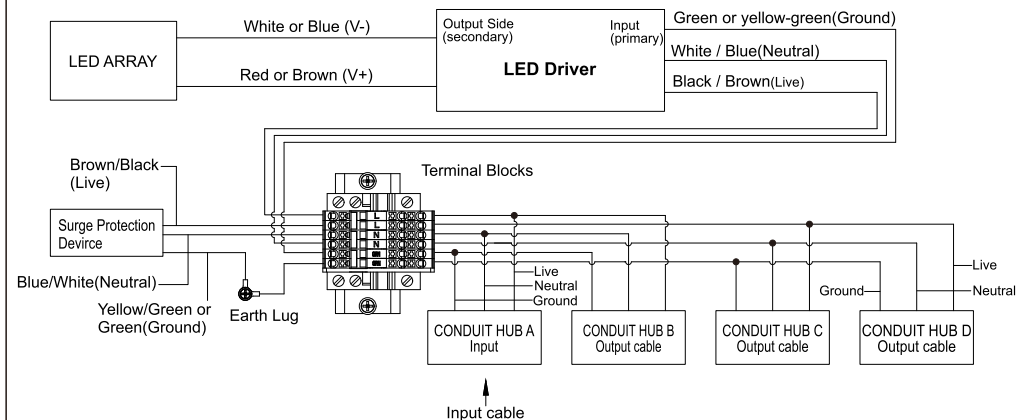 White or Blue (V-)
LED ARRAY
Red or Brown (V+)
Output Side
(secondary)
Input
(primary)
LED Driver
Green or yellow-green(Ground)
White / Blue(Neutral)
Black / Brown(Live)
Brown/Black
(Live)
Terminal Blocks
Surge Protection
Devirce
L
L
N
N
GN
GN
Blue/White(Neutral)
Yellow/Green or
Green(Ground)
Earth Lug
Live
Neutral
Ground
Ground
Live
Neutral
CONDUIT HUB A
Input
CONDUIT HUB B
Output cable
CONDUIT HUB C
Output cable
CONDUIT HUB D
Output cable
Input cable